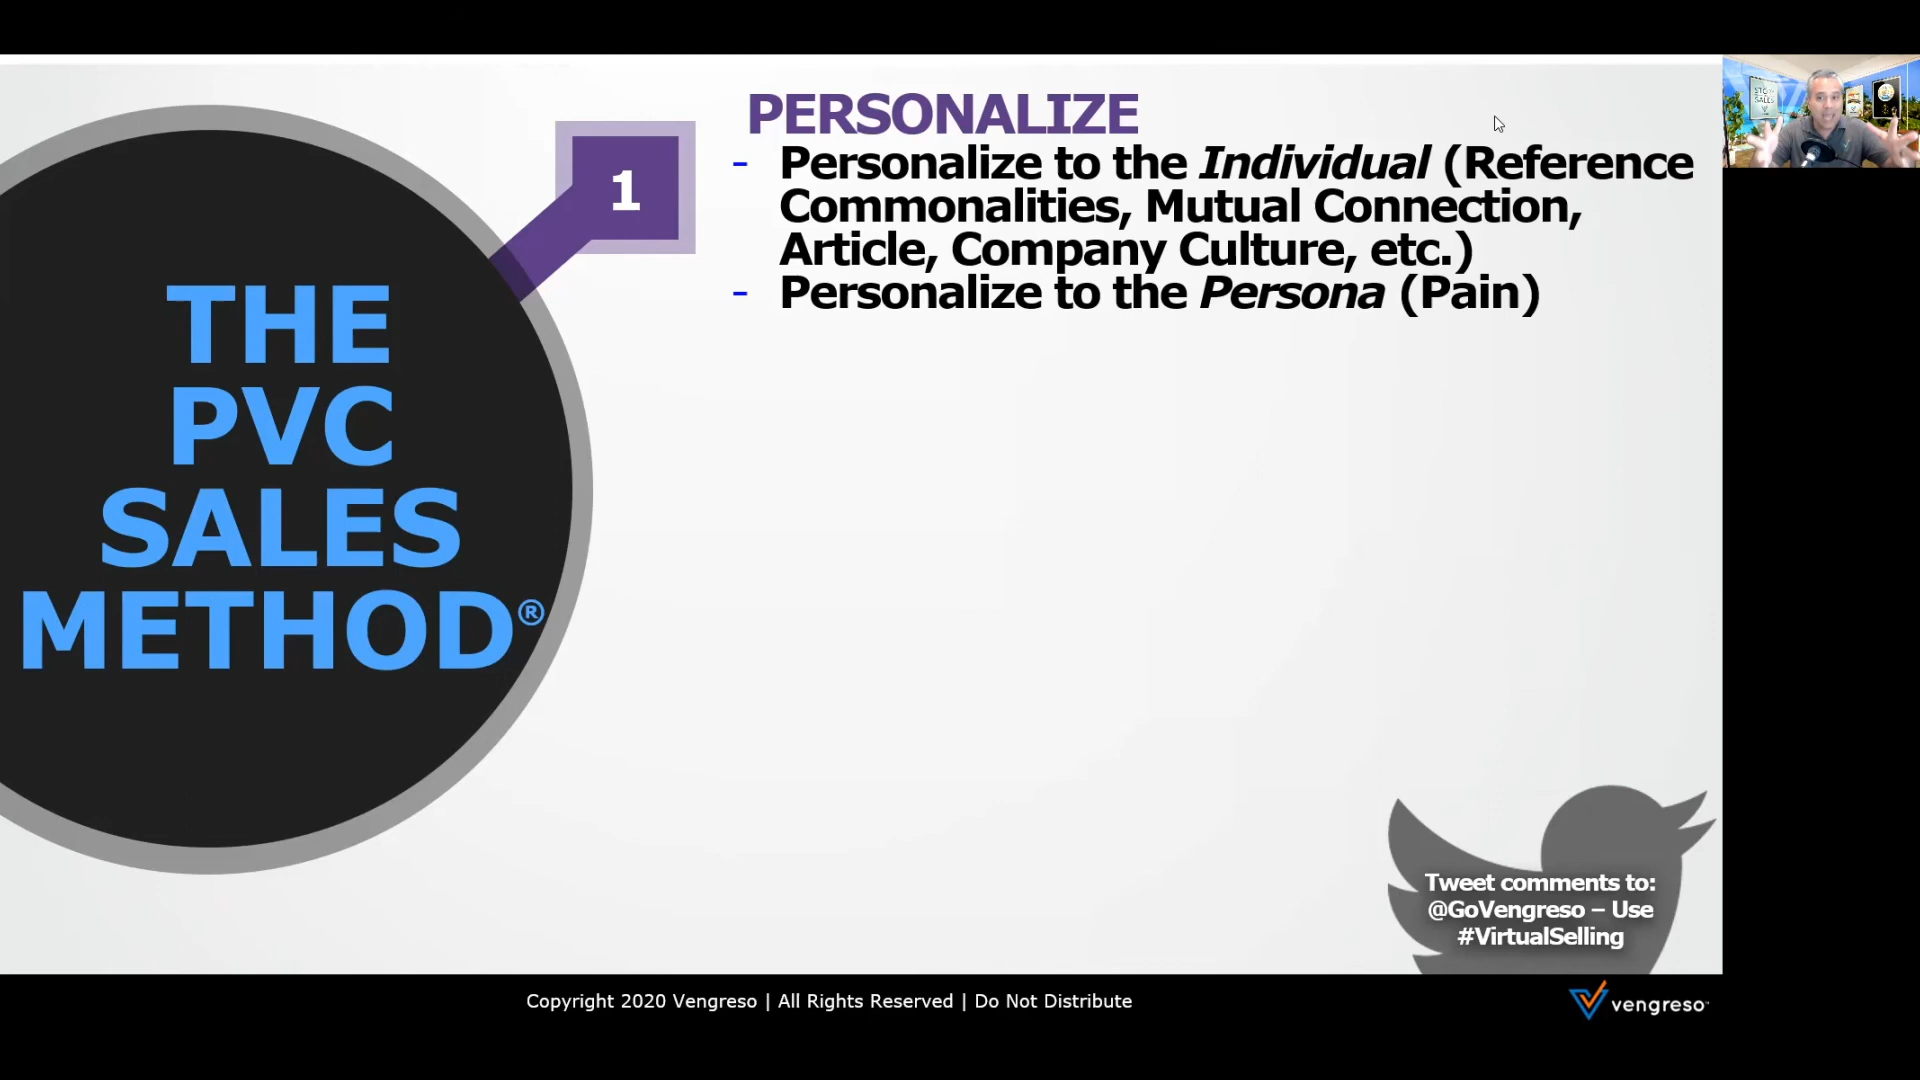 PERSONALIZE
1
- Personalize to the Individual (Reference
Commonalities, Mutual Connection,
Article, Company Culture, etc.)
- Personalize to the Persona (Pain)
THE
PVC
SALES
METHOD®
Tweet comments to:
@GoVengreso – Use
#VirtualSelling
Copyright 2020 Vengreso | All Rights Reserved | Do Not Distribute
vengreso